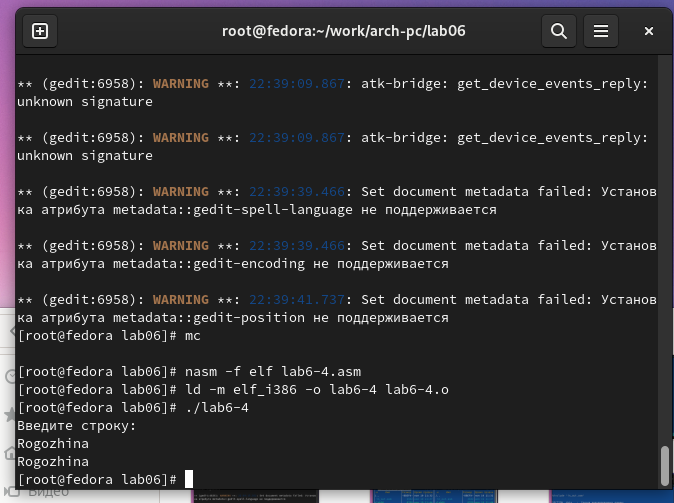 root@fedora:~/work/arch-pc/lab06
** (gedit:6958): WARNING **: 22:39:09.867: atk-bridge: get_device_events_reply:
unknown signature
** (gedit:6958): WARNING **: 22:39:09.867: atk-bridge: get_device_events_reply:
unknown signature
** (gedit:6958): WARNING **: 22:39:39.466: Set document metadata failed: Установ
ка атрибута metadata::gedit-spell-language не поддерживается
** (gedit:6958): WARNING **: 22:39:39.466: Set document metadata failed: Установ
ка атрибута metadata::gedit-encoding не поддерживается
** (gedit:6958): WARNING **: 22:39:41.737: Set document metadata failed: Установ
ка атрибута metadata::gedit-position не поддерживается
[root@fedora lab06]# mc
[root@fedora lab06]# nasm -f elf lab6-4.asm
[root@fedora lab06]# ld -m elf_i386 -o lab6-4 lab6-4.o
[root@fedora lab06]# ./lab6-4
Введите строку:
Rogozhina
Rogozhina
[root@fedora lab06]#
Видео